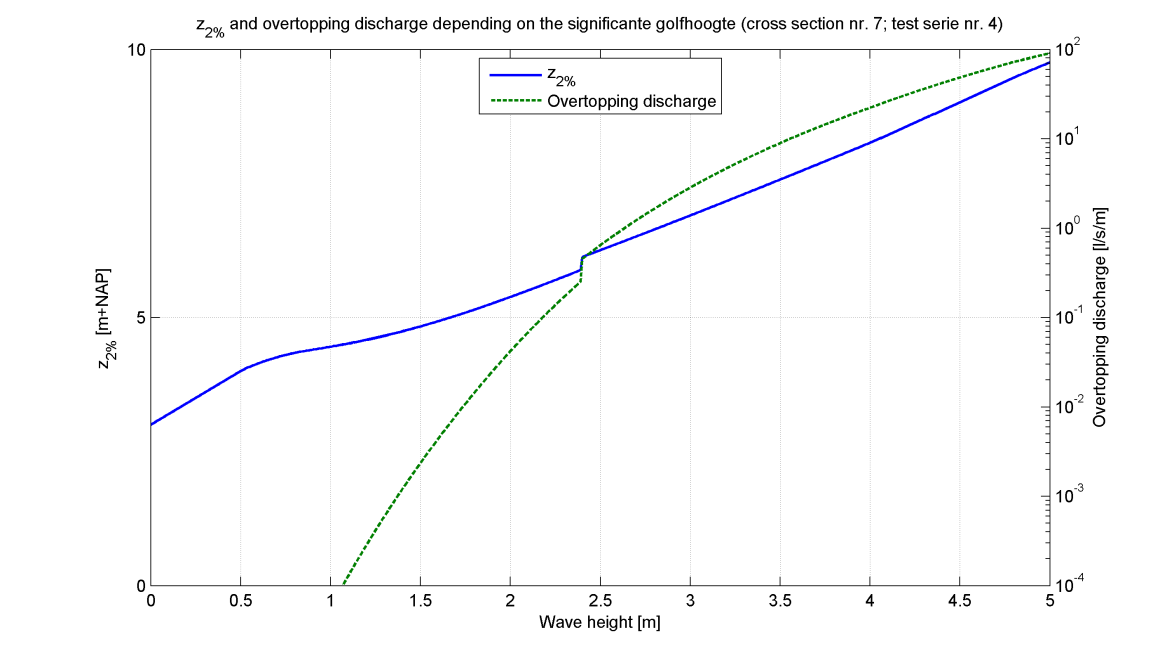 z2% and overtopping discharge depending on the significante golfhoogte (cross section nr. 7; test serie nr. 4)
z2%
Overtopping discharge
10
5
0
z2% [m+NAP]
10^2
10^1
10^0
10^-1
10^-2
10^-3
10^-4
Overtopping discharge [l/s/m]
0 0.5 1 1.5 2 2.5 3 3.5 4 4.5 5
Wave height [m]